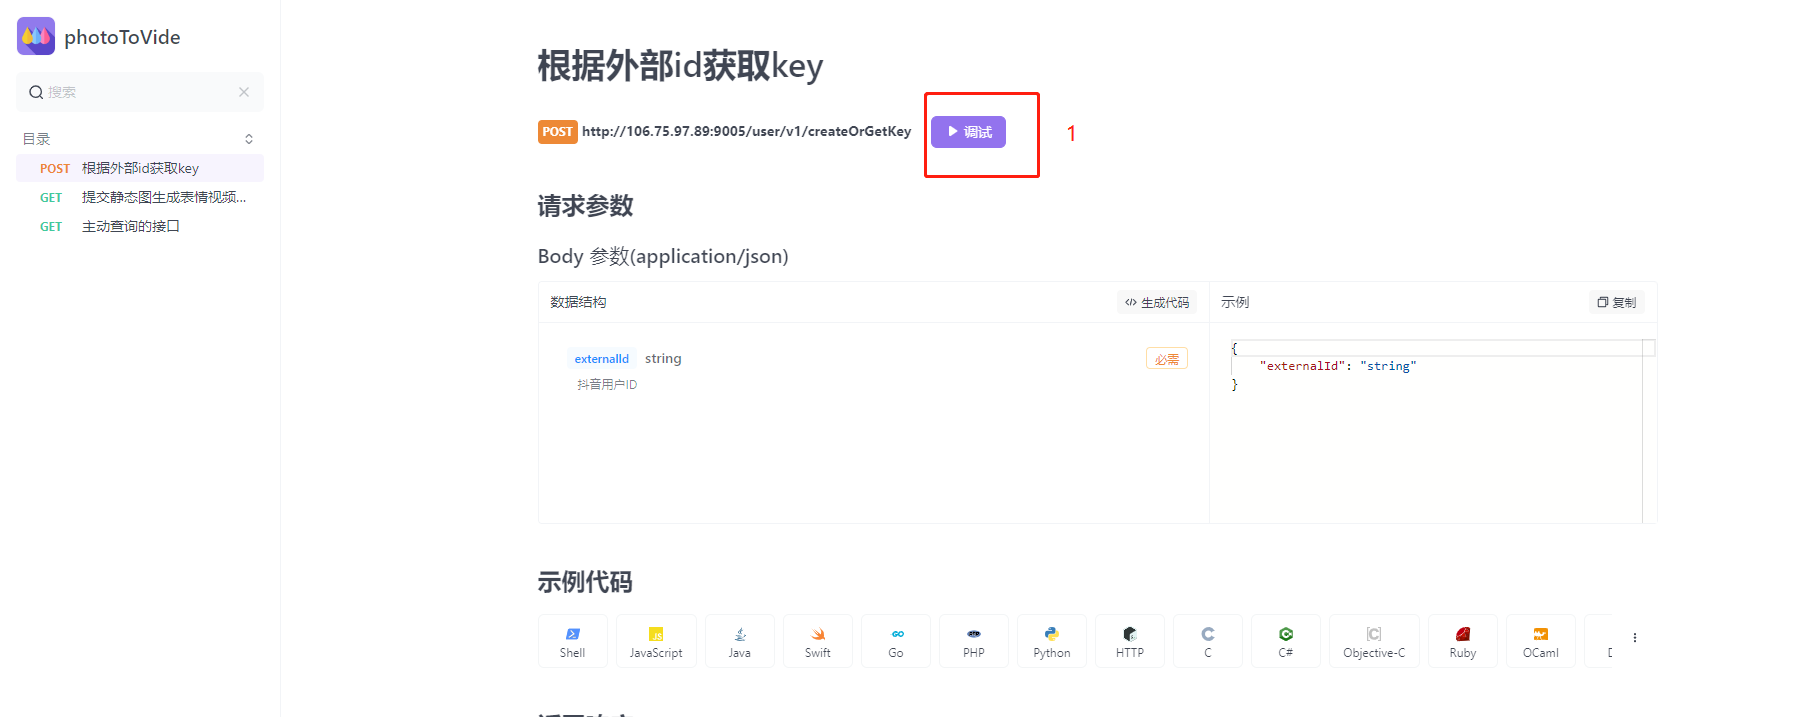 photoToVide
搜索
目录
POST 根据外部id获取key
GET 提交静态图生成表情视频...
GET 主动查询的接口
根据外部id获取key
POST http://106.75.97.89:9005/user/v1/createOrGetKey 调试 1
请求参数
Body 参数(application/json)
数据结构 生成代码 示例 复制
externalId string 必需
抖音用户ID
{
"externalId": "string"
}
示例代码
Shell JavaScript Java Swift Go PHP Python HTTP C C# Objective-C Ruby OCaml